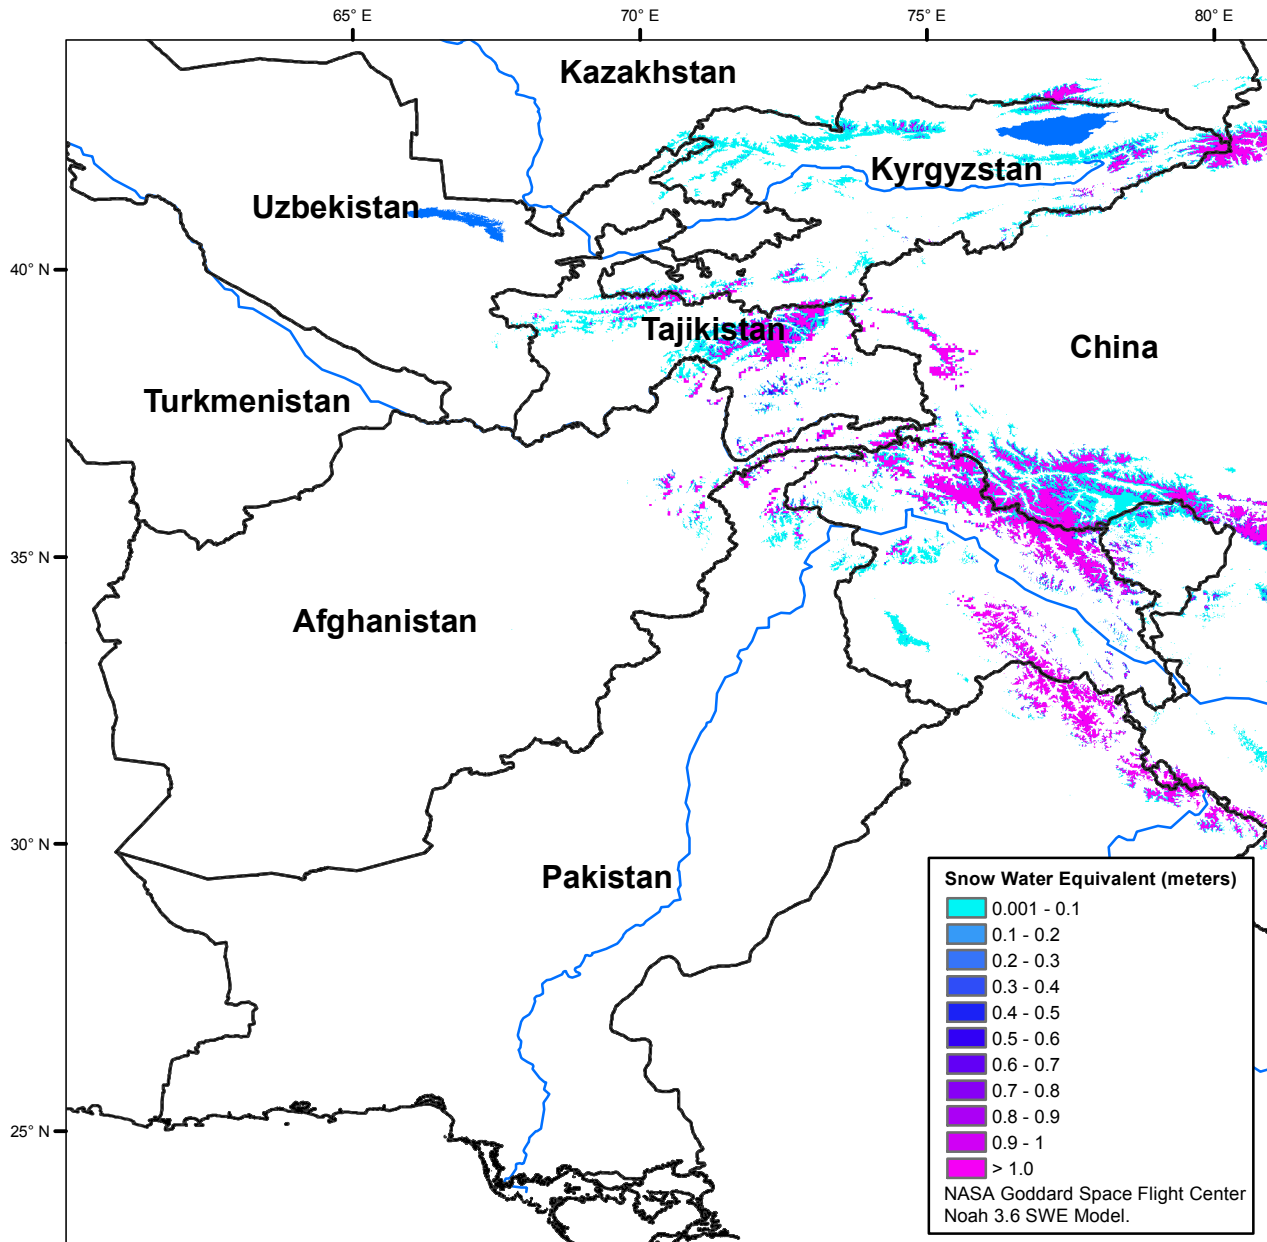 65° E
70° E
75° E
80° E
Kazakhstan
Kyrgyzstan
Uzbekistan
40° N
Tajikistan
China
Turkmenistan
35° N
Afghanistan
30° N
Pakistan
25° N
Snow Water Equivalent (meters)
0.001 - 0.1
0.1 - 0.2
0.2 - 0.3
0.3 - 0.4
0.4 - 0.5
0.5 - 0.6
0.6 - 0.7
0.7 - 0.8
0.8 - 0.9
0.9 - 1
> 1.0
NASA Goddard Space Flight Center
Noah 3.6 SWE Model.